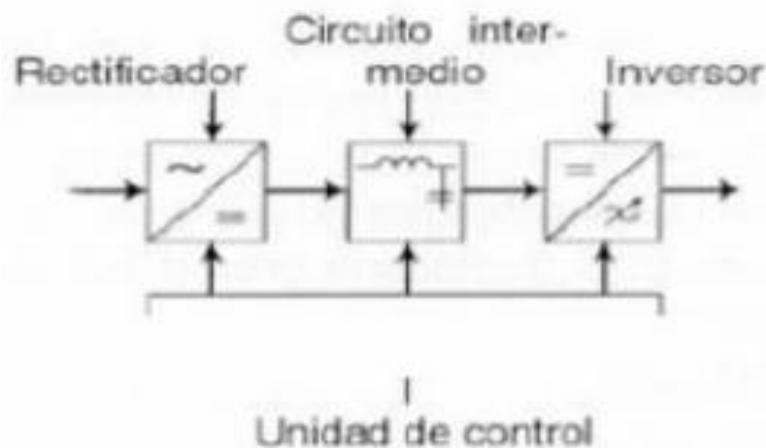 Circuito inter-
Rectificador medio Inversor
Unidad de control